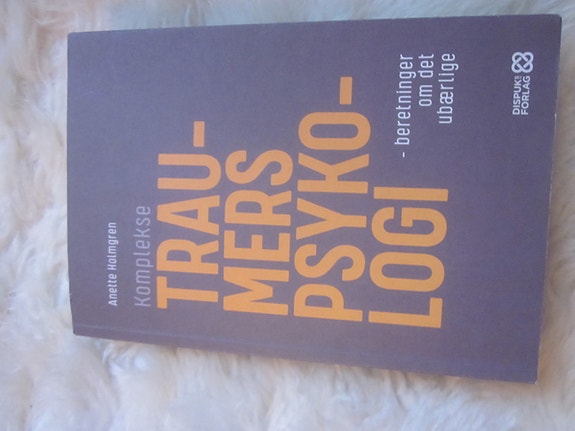 Anette Holmgren
Komplekse
TRAU-
MERS
PSYKO-
LOGI
- beretninger
om det
ubærlige
DISPUK
FORLAG